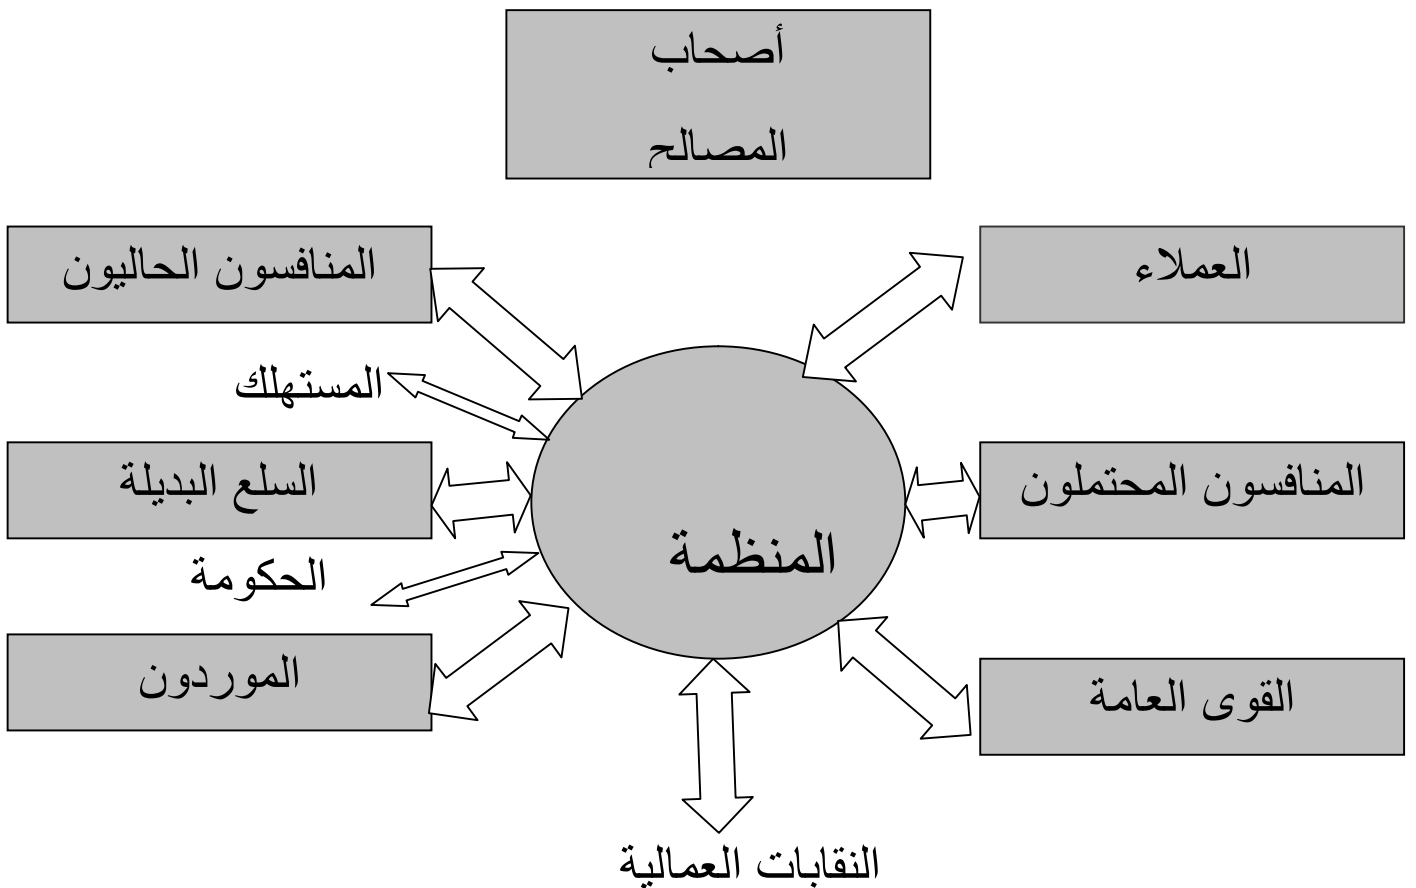 أصحاب
المصالح
العملاء
المنافسون الحاليون
المستهلك
المنافسون المحتملون
السلع البديلة
المنظمة
الحكومة
القوى العامة
الموردون
النقابات العمالية